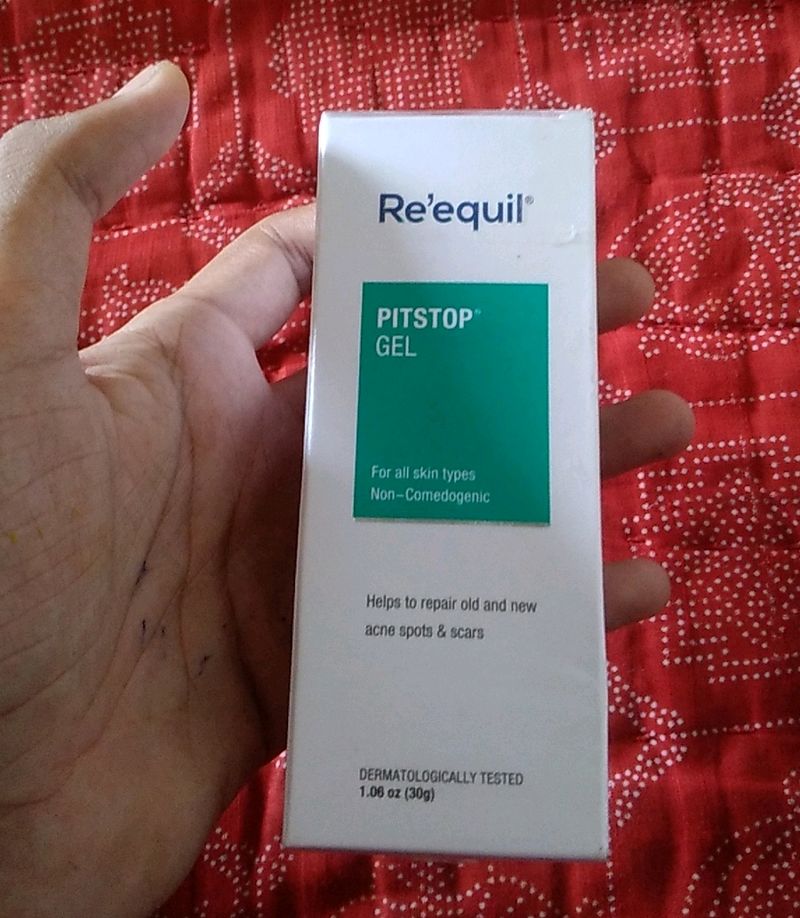 Re'equil®
PITSTOP®
GEL
For all skin types
Non-Comedogenic
Helps to repair old and new
acne spots & scars
DERMATOLOGICALLY TESTED
1.06 oz (30g)